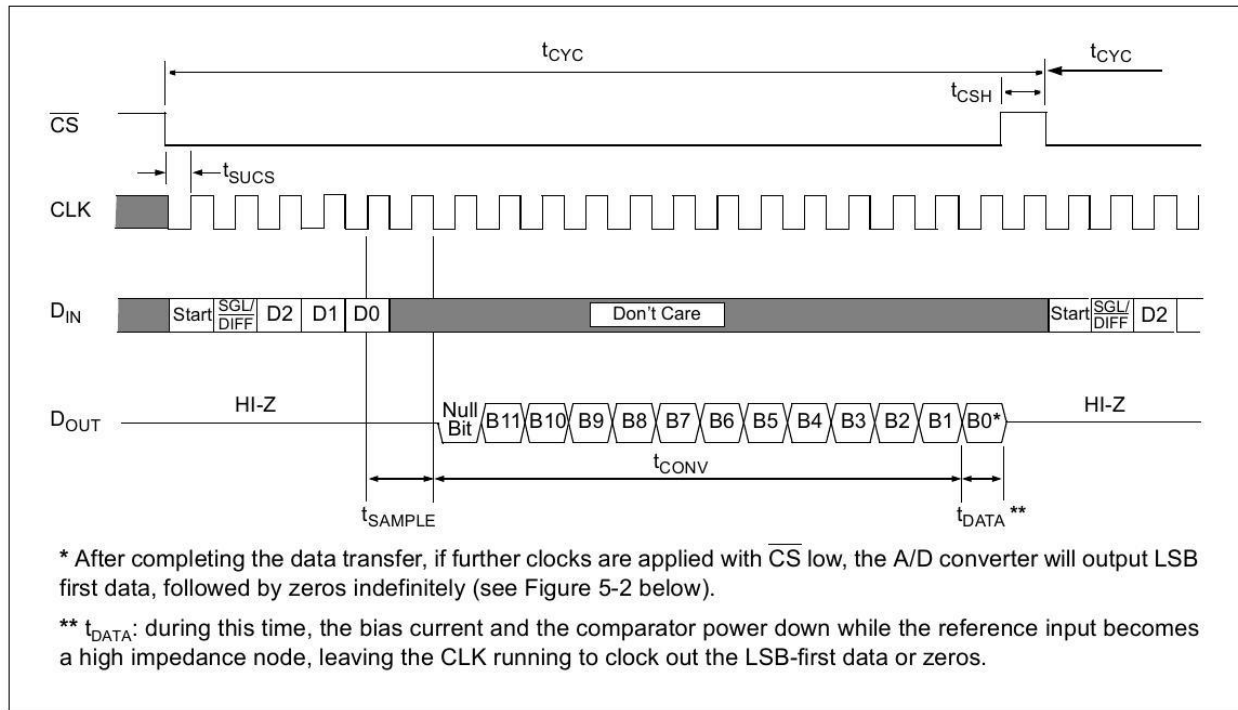 tCYC
tCYC
tCSH
CS
tSUCS
CLK
DIN
Start SGL/DIFF D2 D1 D0 Don't Care Start SGL/DIFF D2
HI-Z HI-Z
DOUT
Null Bit B11 B10 B9 B8 B7 B6 B5 B4 B3 B2 B1 B0*
tCONV
tSAMPLE
tDATA **
* After completing the data transfer, if further clocks are applied with CS low, the A/D converter will output LSB
first data, followed by zeros indefinitely (see Figure 5-2 below).
** tDATA: during this time, the bias current and the comparator power down while the reference input becomes
a high impedance node, leaving the CLK running to clock out the LSB-first data or zeros.